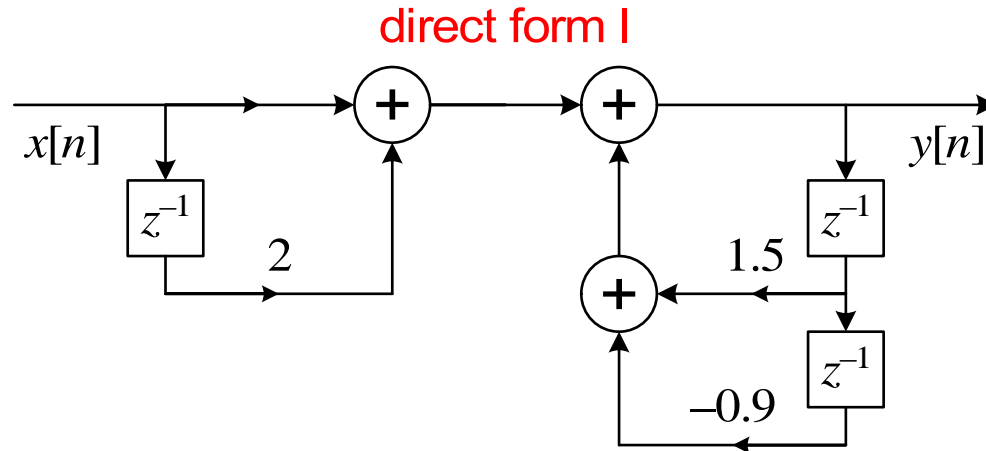 direct form I
+ +
x[n] y[n]
z⁻¹ z⁻¹
2 1.5
+
z⁻¹
–0.9